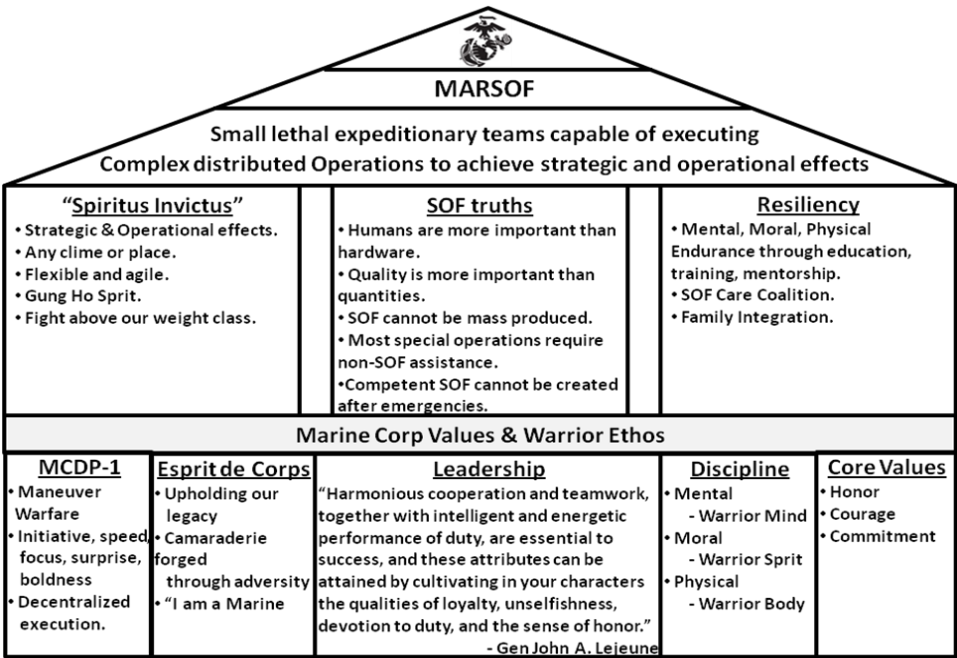 MARSOF
Small lethal expeditionary teams capable of executing
Complex distributed Operations to achieve strategic and operational effects
“Spiritus Invictus”
• Strategic & Operational effects.
• Any clime or place.
• Flexible and agile.
• Gung Ho Sprit.
• Fight above our weight class.
SOF truths
• Humans are more important than
hardware.
• Quality is more important than
quantities.
• SOF cannot be mass produced.
• Most special operations require
non-SOF assistance.
•Competent SOF cannot be created
after emergencies.
Resiliency
• Mental, Moral, Physical
Endurance through education,
training, mentorship.
• SOF Care Coalition.
• Family Integration.
Marine Corp Values & Warrior Ethos
MCDP-1
• Maneuver
Warfare
• Initiative, speed,
focus, surprise,
boldness
• Decentralized
execution.
Esprit de Corps
• Upholding our
legacy
• Camaraderie
forged
through adversity
• “I am a Marine
Leadership
“Harmonious cooperation and teamwork,
together with intelligent and energetic
performance of duty, are essential to
success, and these attributes can be
attained by cultivating in your characters
the qualities of loyalty, unselfishness,
devotion to duty, and the sense of honor.”
- Gen John A. Lejeune
Discipline
• Mental
- Warrior Mind
• Moral
- Warrior Sprit
• Physical
- Warrior Body
Core Values
• Honor
• Courage
• Commitment